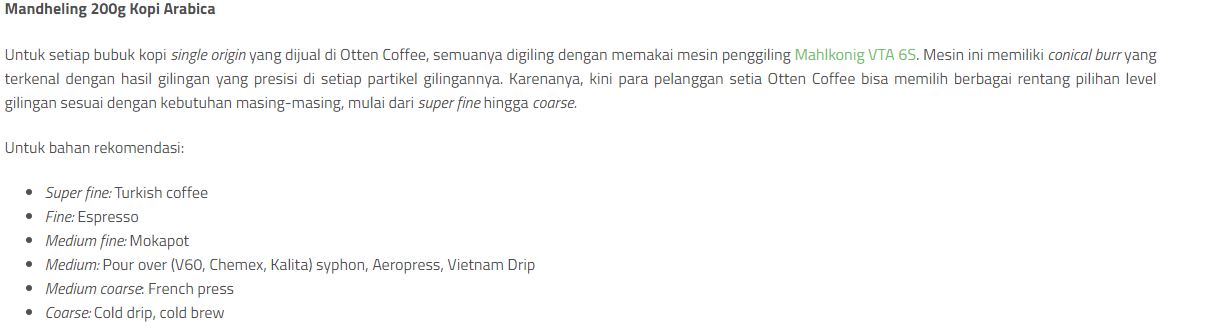 Mandheling 200g Kopi Arabica
Untuk setiap bubuk kopi single origin yang dijual di Otten Coffee, semuanya digiling dengan memakai mesin penggiling Mahlkonig VTA 6S. Mesin ini memiliki conical burr yang
terkenal dengan hasil gilingan yang presisi di setiap partikel gilingannya. Karenanya, kini para pelanggan setia Otten Coffee bisa memilih berbagai rentang pilihan level
gilingan sesuai dengan kebutuhan masing-masing, mulai dari super fine hingga coarse.
Untuk bahan rekomendasi:
• Super fine: Turkish coffee
• Fine: Espresso
• Medium fine: Mokapot
• Medium: Pour over (V60, Chemex, Kalita) syphon, Aeropress, Vietnam Drip
• Medium coarse: French press
• Coarse: Cold drip, cold brew